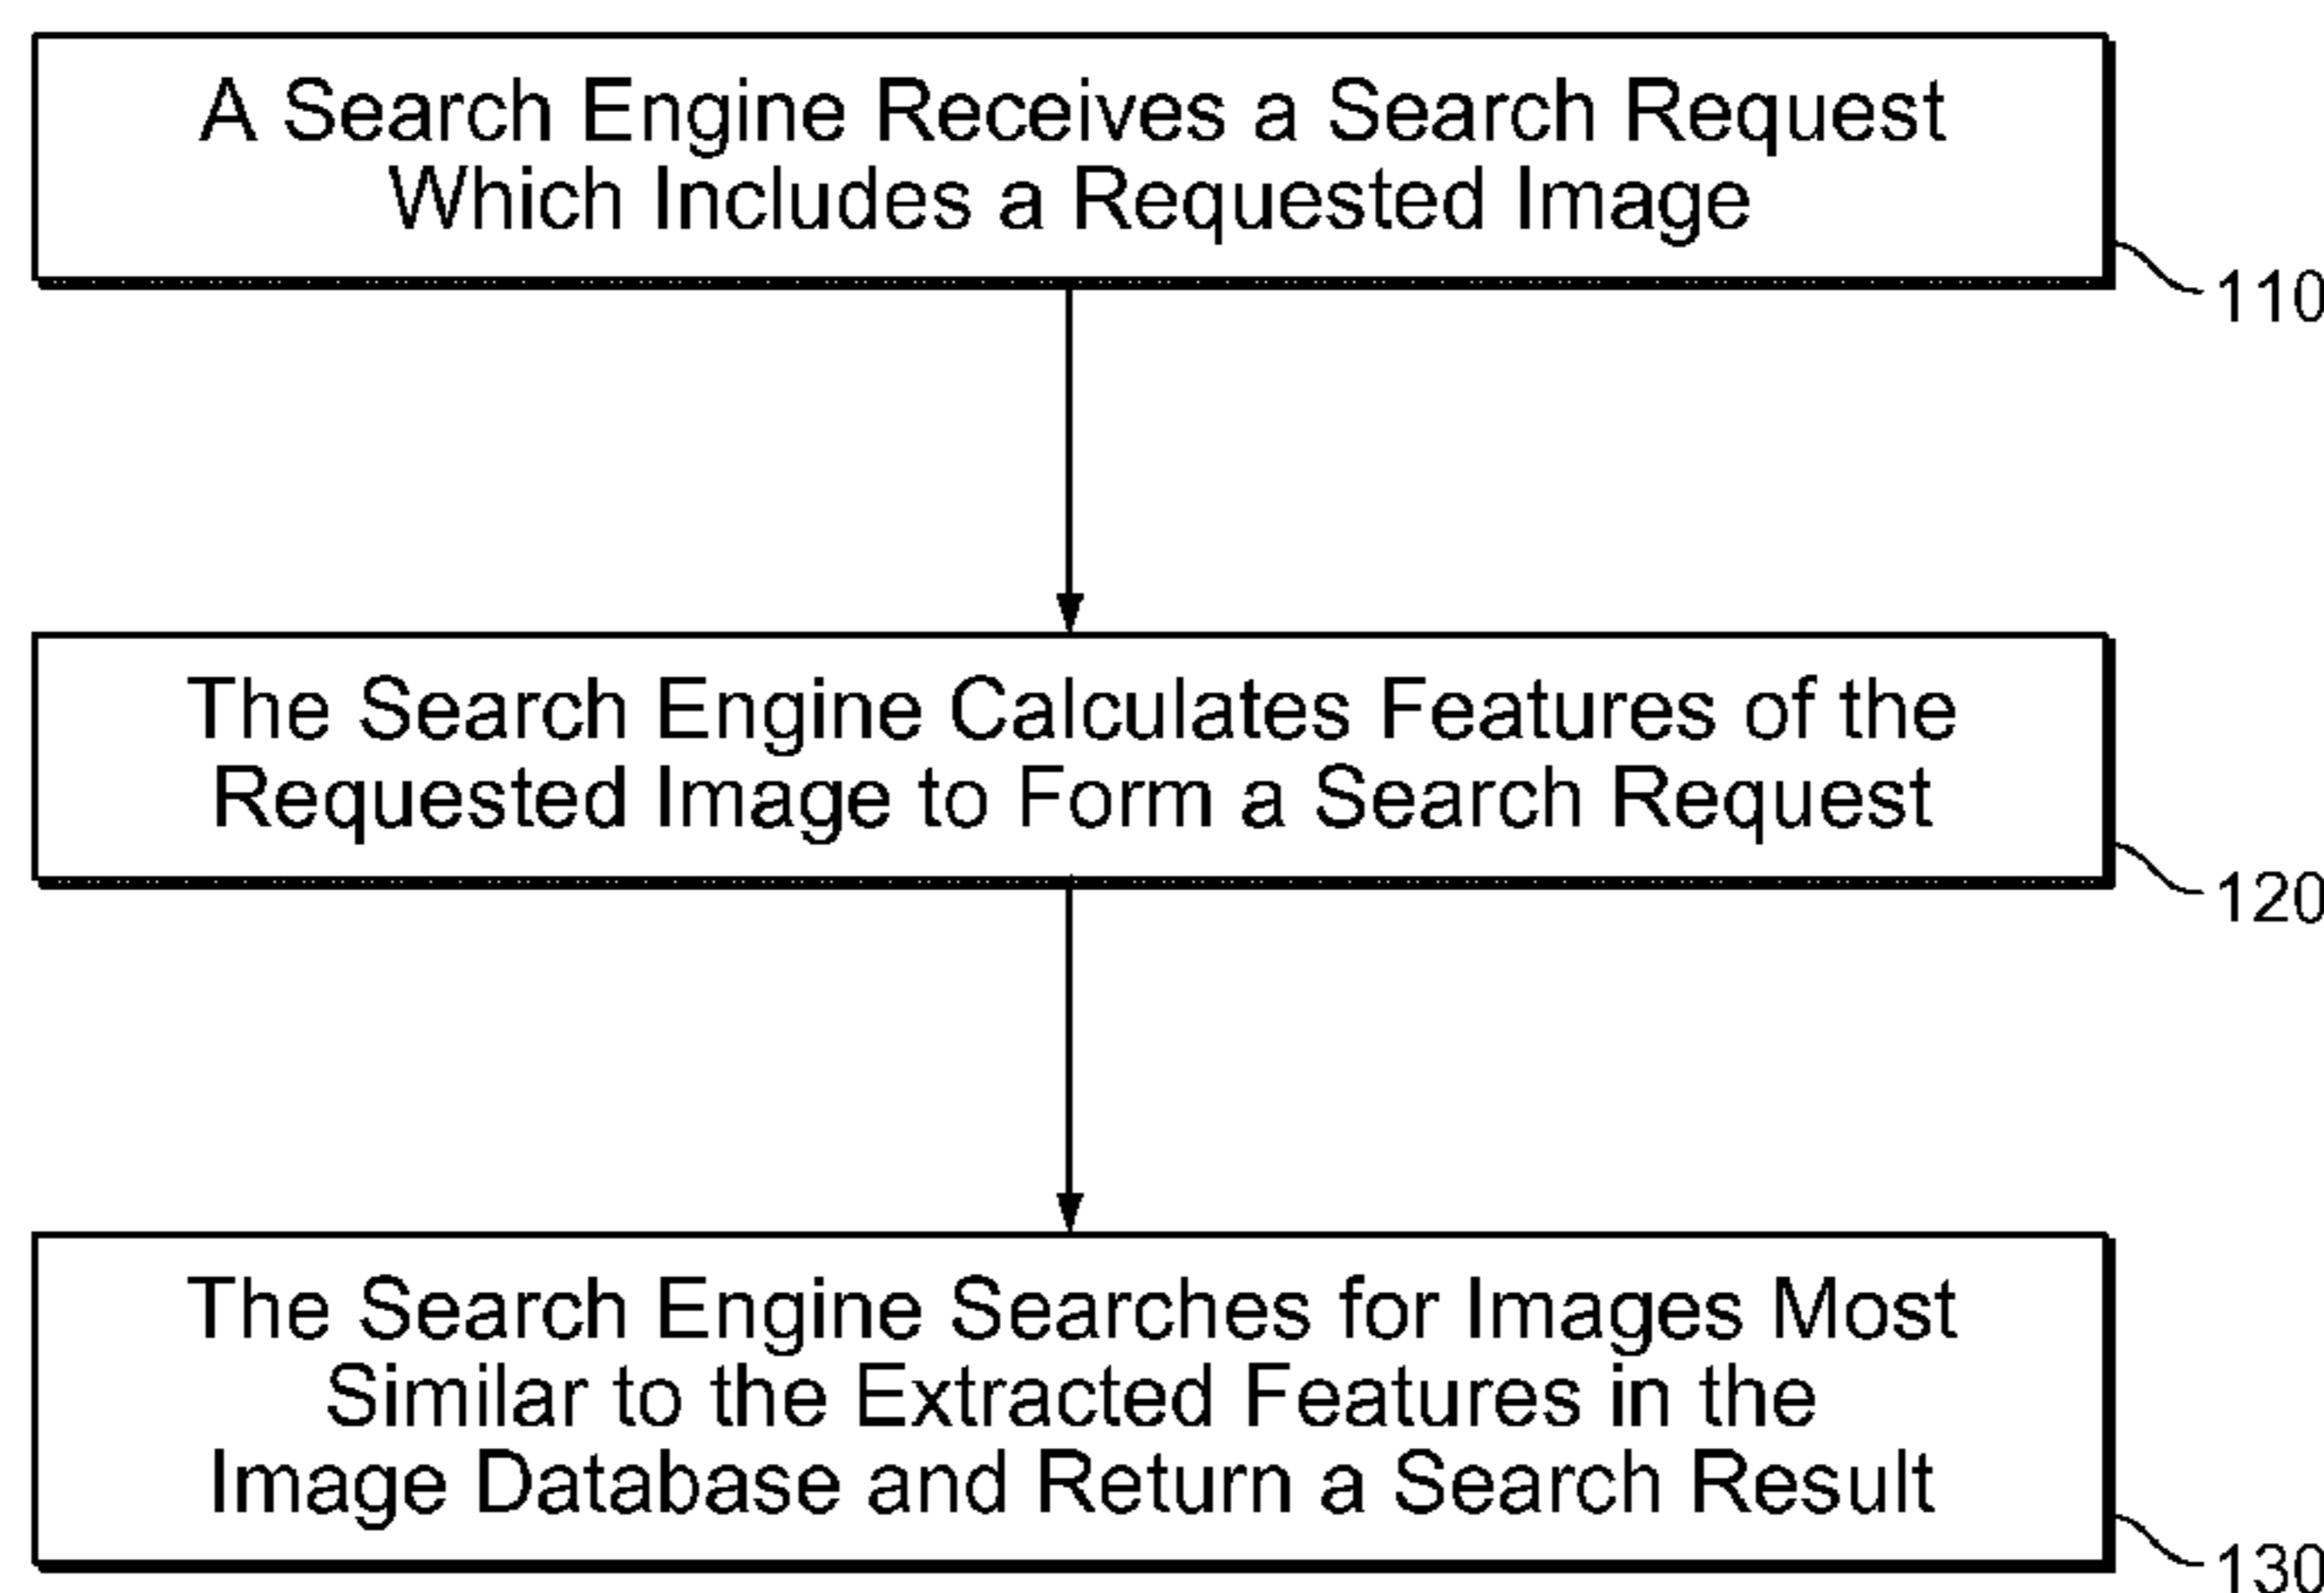 A Search Engine Receives a Search Request
Which Includes a Requested Image
110
The Search Engine Calculates Features of the
Requested Image to Form a Search Request
120
The Search Engine Searches for Images Most
Similar to the Extracted Features in the
Image Database and Return a Search Result
130